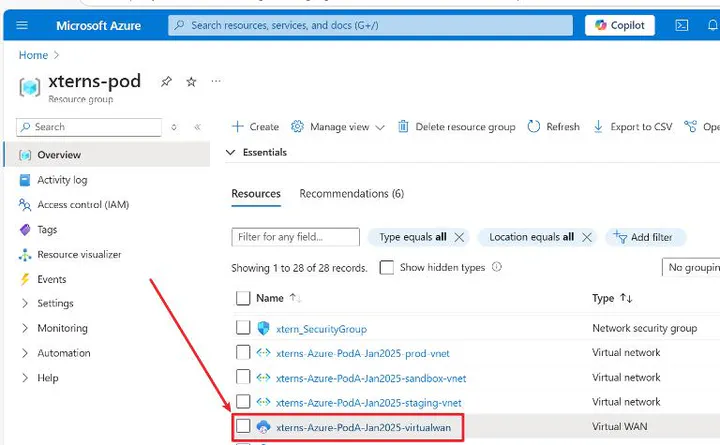 Microsoft Azure
Search resources, services, and docs (G+/)
Copilot
Home
xterns-pod
Resource group
Search
Overview
Activity log
Access control (IAM)
Tags
Resource visualizer
Events
Settings
Monitoring
Automation
Help
Create Manage view Delete resource group Refresh Export to CSV
Essentials
Resources Recommendations (6)
Filter for any field... Type equals all Location equals all Add filter
Showing 1 to 28 of 28 records. Show hidden types No grouping
Name Type
xtern_SecurityGroup Network security group
xterns-Azure-PodA-Jan2025-prod-vnet Virtual network
xterns-Azure-PodA-Jan2025-sandbox-vnet Virtual network
xterns-Azure-PodA-Jan2025-staging-vnet Virtual network
xterns-Azure-PodA-Jan2025-virtualwan Virtual WAN